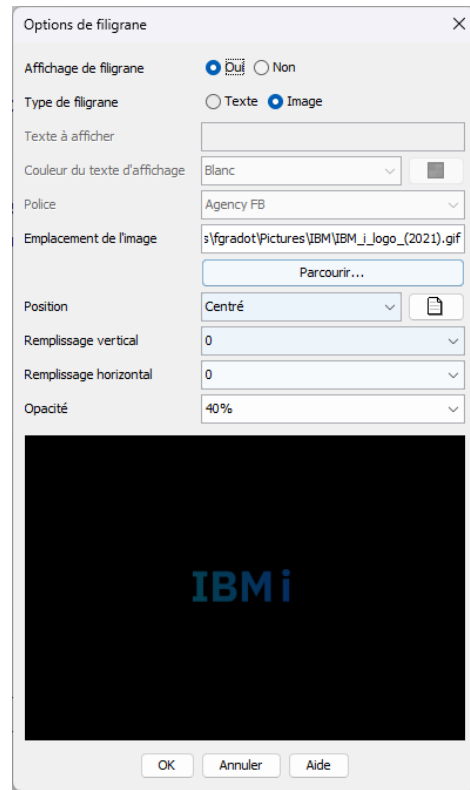 Options de filigrane
Affichage de filigrane Oui Non
Type de filigrane Texte Image
Texte à afficher
Couleur du texte d'affichage Blanc
Police Agency FB
Emplacement de l'image s\fgradot\Pictures\IBM\IBM_i_logo_(2021).gif
Parcourir...
Position Centré
Remplissage vertical 0
Remplissage horizontal 0
Opacité 40%
IBM i
OK Annuler Aide